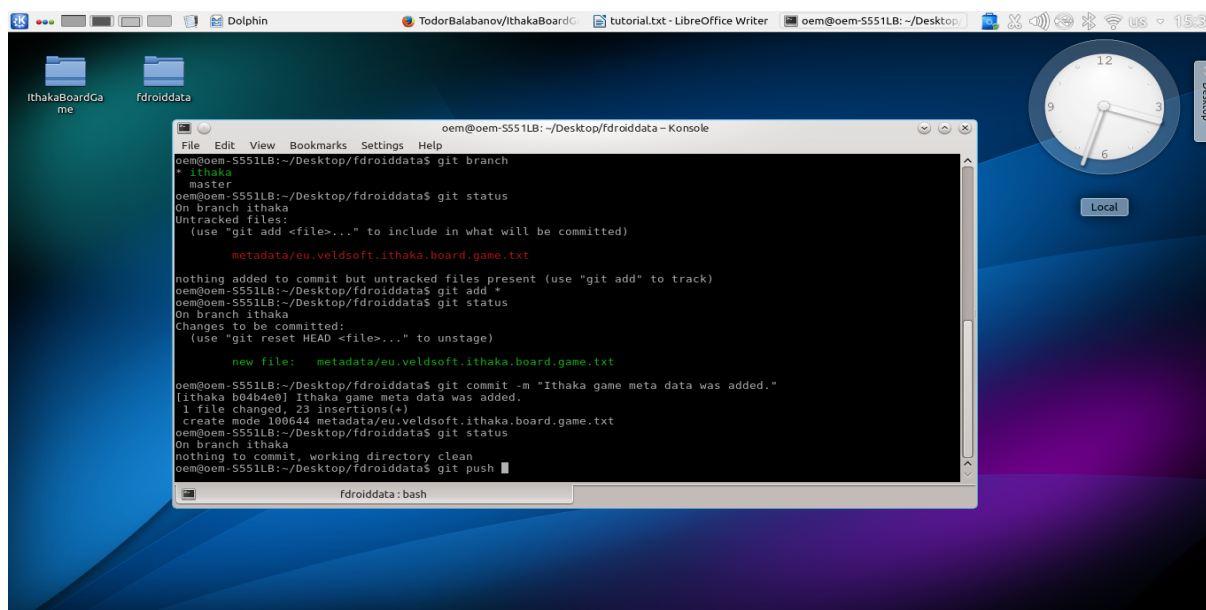 Dolphin
TodorBalabanov/IthakaBoardG
tutorial.txt - LibreOffice Writer
oem@oem-S551LB: ~/Desktop/
us
15:3
IthakaBoardGa
me
fdroiddata
12
3
6
9
Local
Desktop
oem@oem-S551LB: ~/Desktop/fdroiddata – Konsole
File Edit View Bookmarks Settings Help
oem@oem-S551LB:~/Desktop/fdroiddata$ git branch
* ithaka
  master
oem@oem-S551LB:~/Desktop/fdroiddata$ git status
On branch ithaka
Untracked files:
  (use "git add <file>..." to include in what will be committed)
        metadata/eu.veldsoft.ithaka.board.game.txt
nothing added to commit but untracked files present (use "git add" to track)
oem@oem-S551LB:~/Desktop/fdroiddata$ git add *
oem@oem-S551LB:~/Desktop/fdroiddata$ git status
On branch ithaka
Changes to be committed:
  (use "git reset HEAD <file>..." to unstage)
        new file:   metadata/eu.veldsoft.ithaka.board.game.txt
oem@oem-S551LB:~/Desktop/fdroiddata$ git commit -m "Ithaka game meta data was added."
[ithaka b04b4e0] Ithaka game meta data was added.
 1 file changed, 23 insertions(+)
 create mode 100644 metadata/eu.veldsoft.ithaka.board.game.txt
oem@oem-S551LB:~/Desktop/fdroiddata$ git status
On branch ithaka
nothing to commit, working directory clean
oem@oem-S551LB:~/Desktop/fdroiddata$ git push
fdroiddata : bash